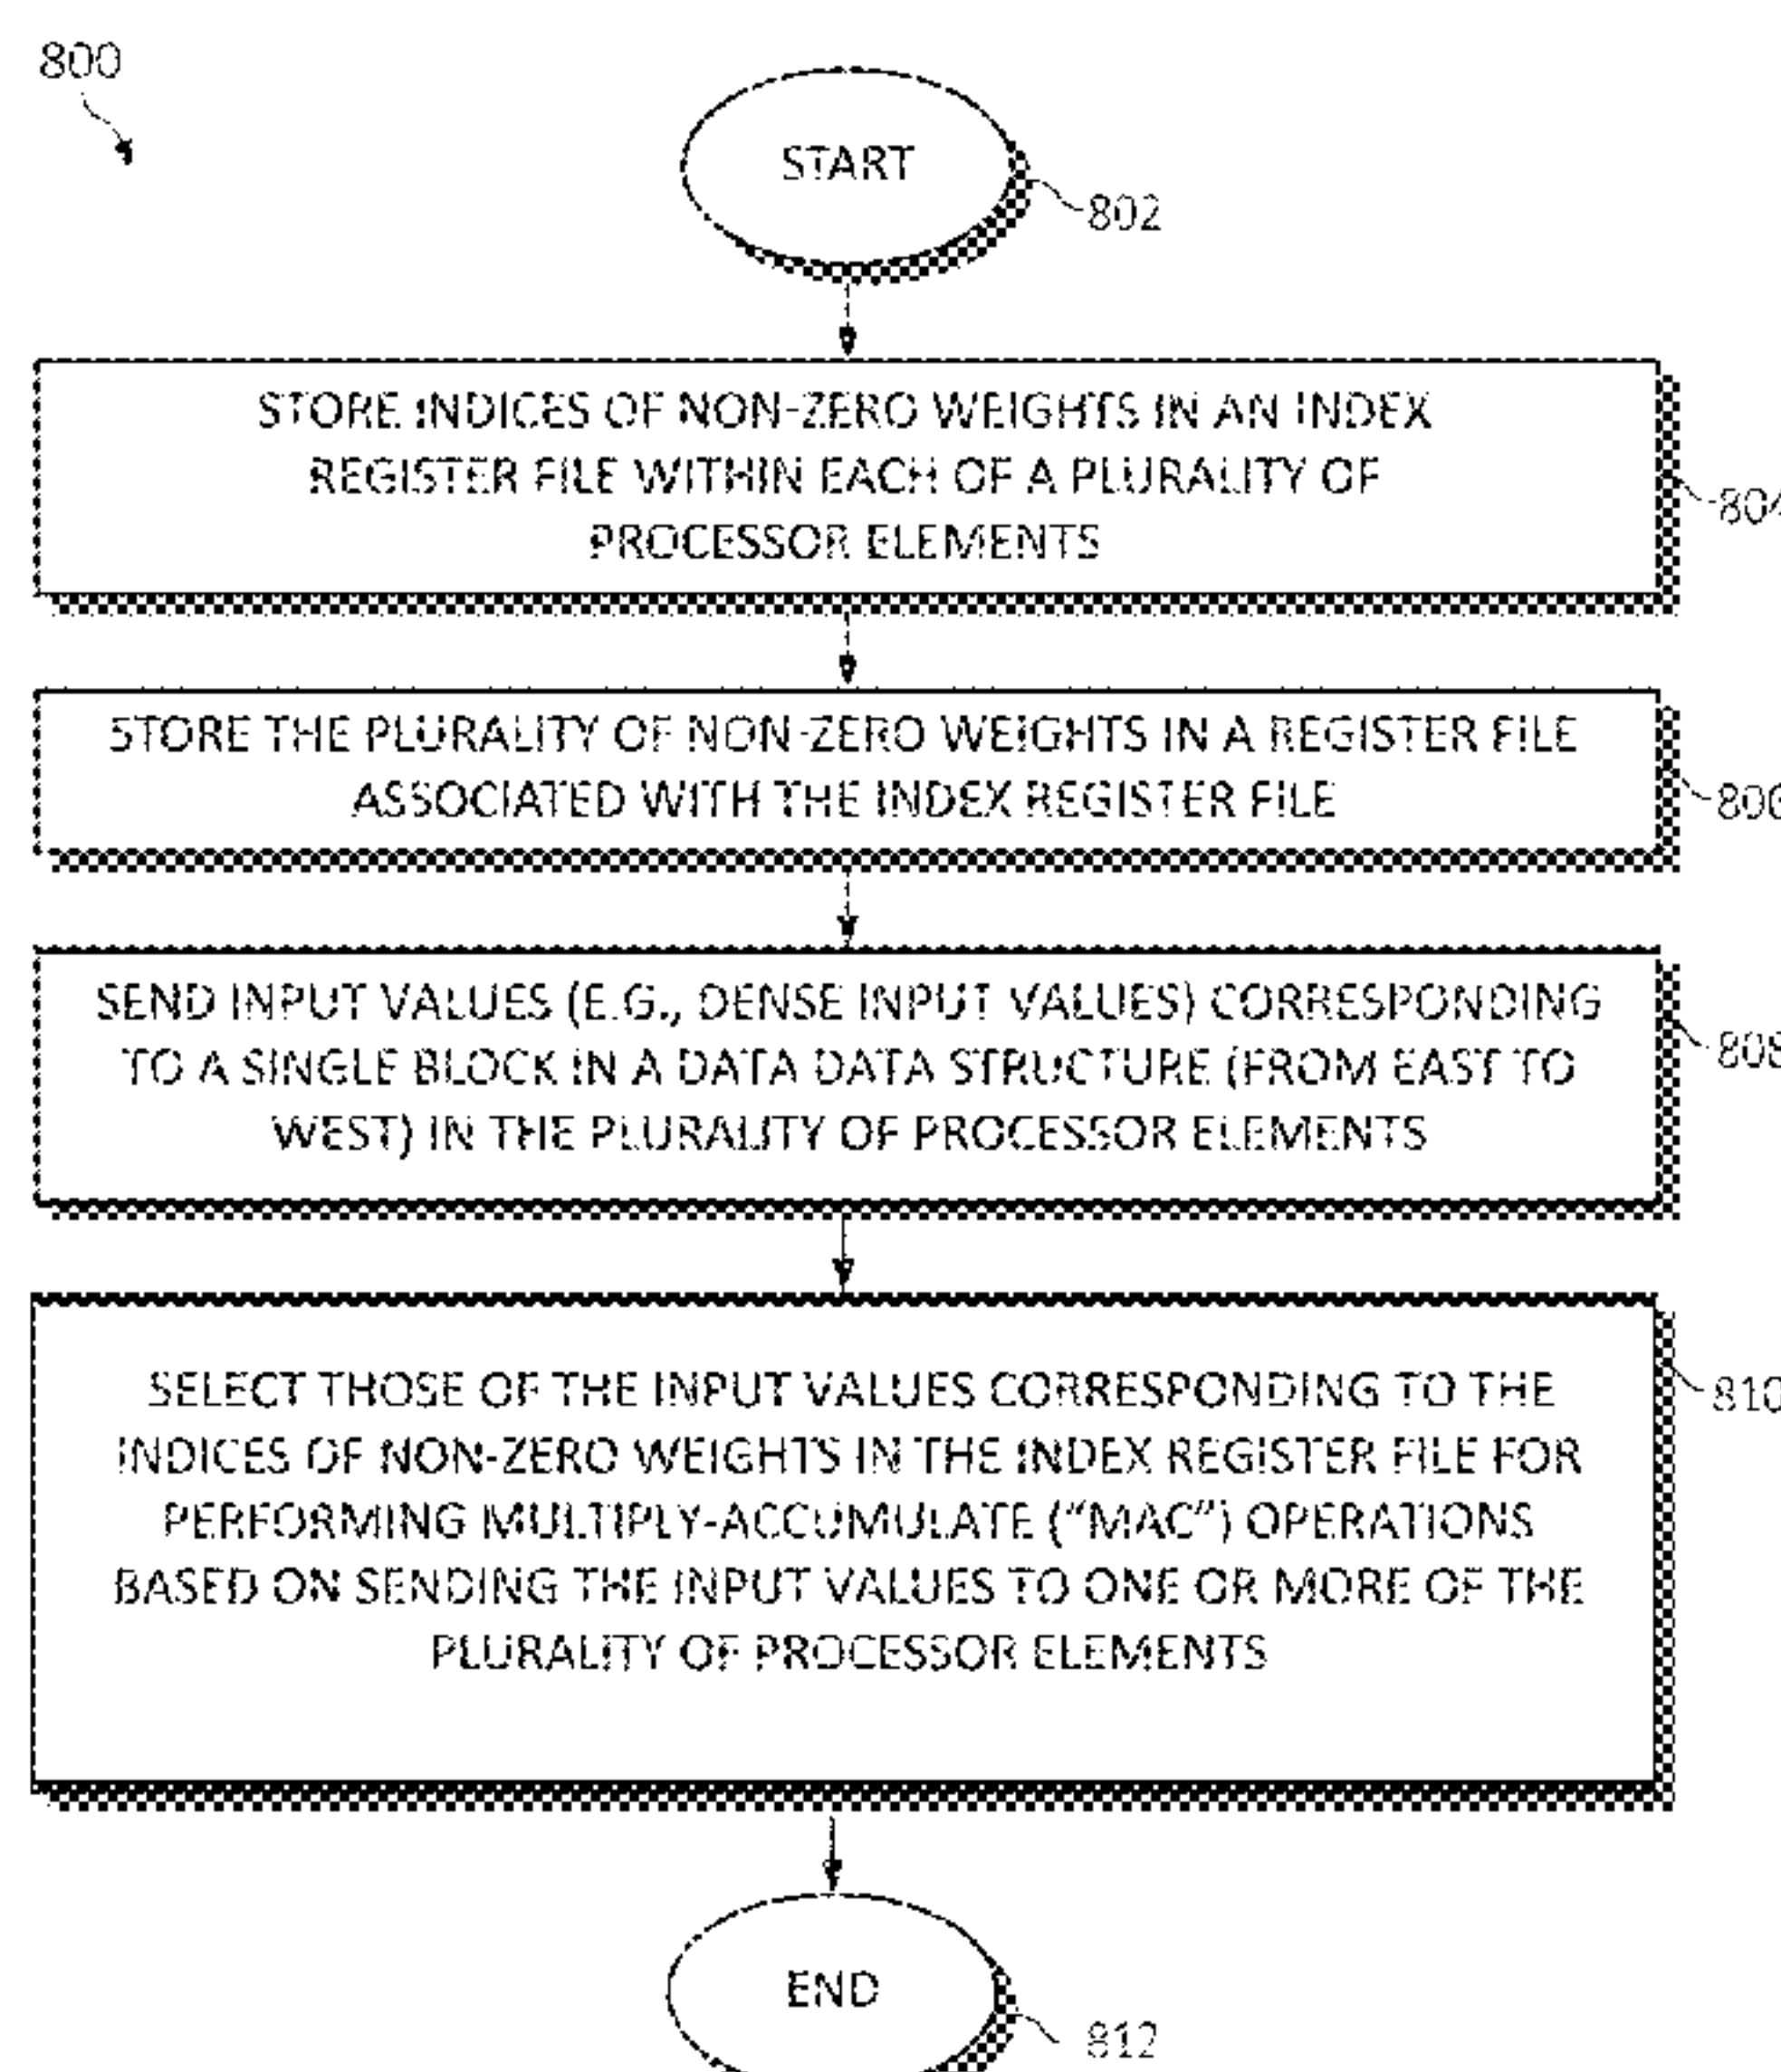 800
START
802
STORE INDICES OF NON-ZERO WEIGHTS IN AN INDEX
REGISTER FILE WITHIN EACH OF A PLURALITY OF
PROCESSOR ELEMENTS
804
STORE THE PLURALITY OF NON-ZERO WEIGHTS IN A REGISTER FILE
ASSOCIATED WITH THE INDEX REGISTER FILE
806
SEND INPUT VALUES (E.G., DENSE INPUT VALUES) CORRESPONDING
TO A SINGLE BLOCK IN A DATA DATA STRUCTURE (FROM EAST TO
WEST) IN THE PLURALITY OF PROCESSOR ELEMENTS
808
SELECT THOSE OF THE INPUT VALUES CORRESPONDING TO THE
INDICES OF NON-ZERO WEIGHTS IN THE INDEX REGISTER FILE FOR
PERFORMING MULTIPLY-ACCUMULATE ("MAC") OPERATIONS
BASED ON SENDING THE INPUT VALUES TO ONE OR MORE OF THE
PLURALITY OF PROCESSOR ELEMENTS
810
END
812